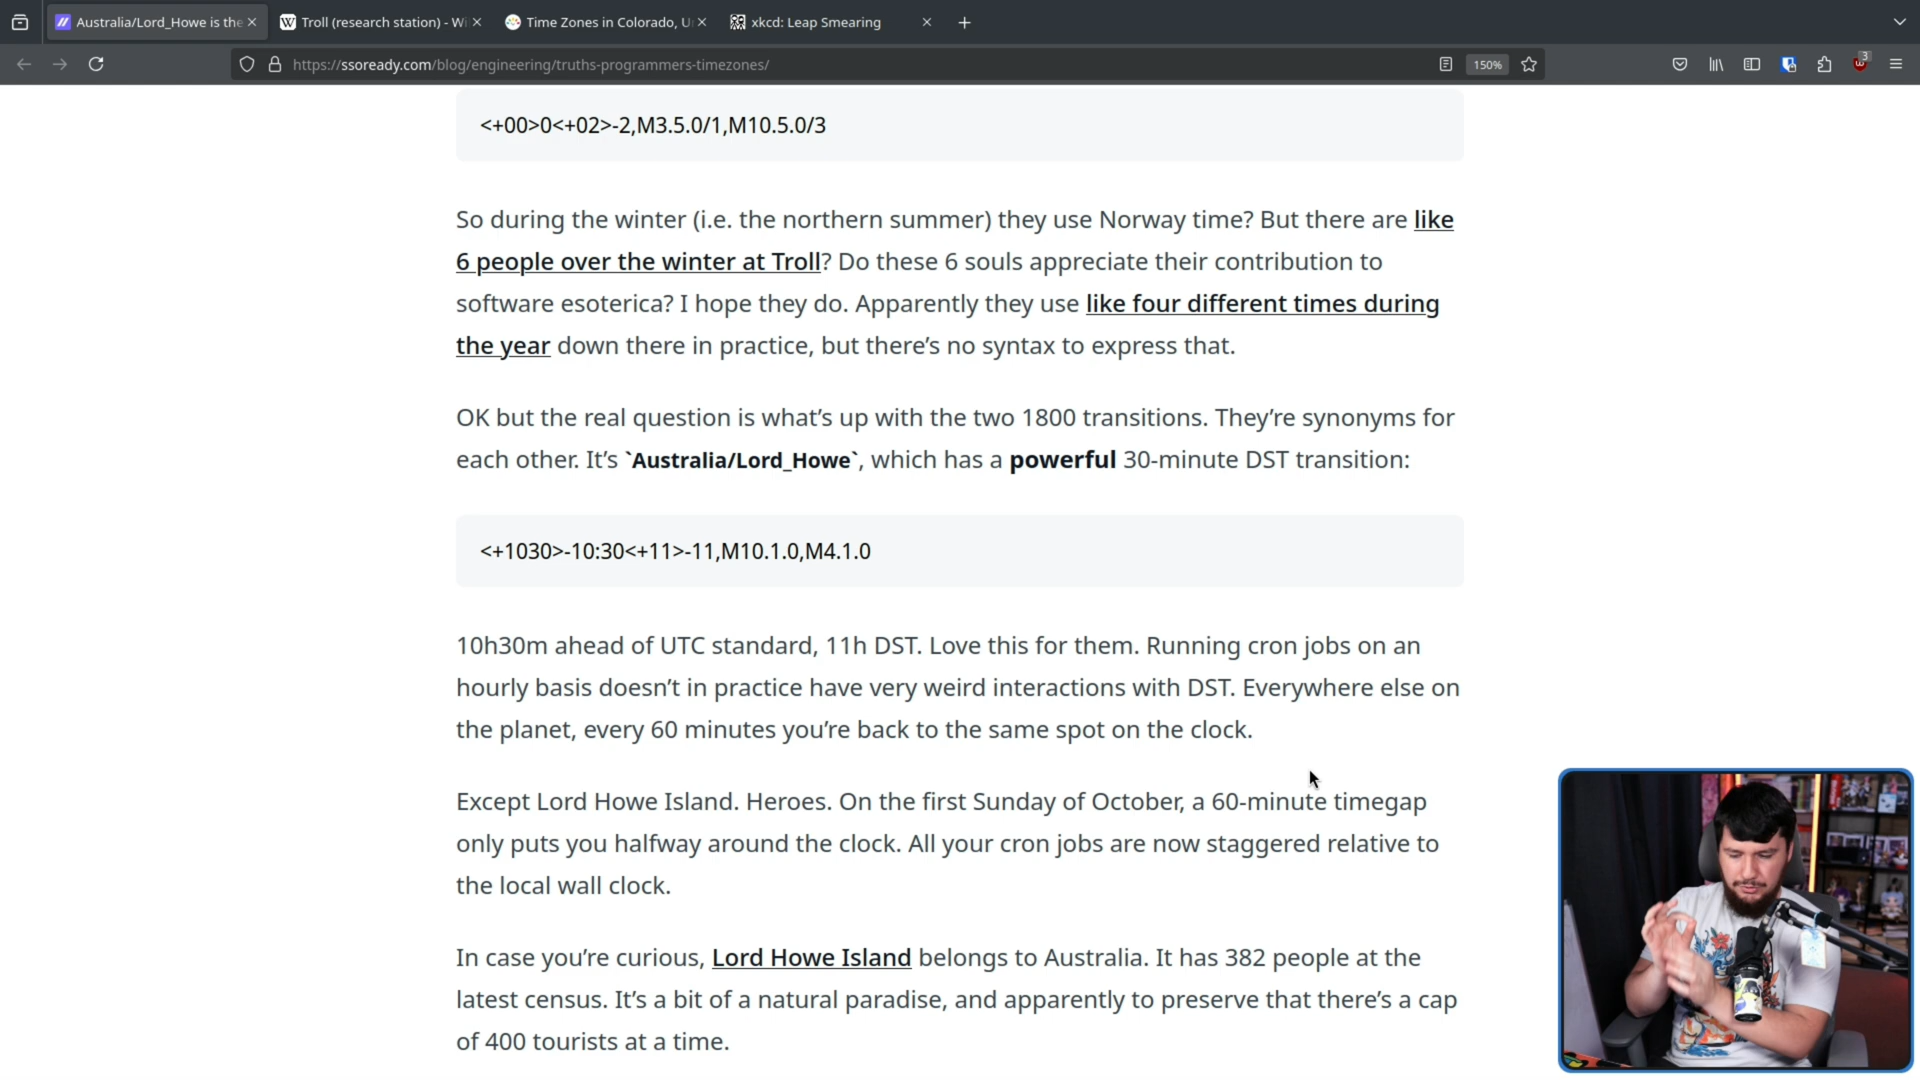 Australia/Lord_Howe is the
Troll (research station) - Wi
Time Zones in Colorado, U
xkcd: Leap Smearing
https://ssoready.com/blog/engineering/truths-programmers-timezones/
150%
3
<+00>0<+02>-2,M3.5.0/1,M10.5.0/3
So during the winter (i.e. the northern summer) they use Norway time? But there are like
6 people over the winter at Troll? Do these 6 souls appreciate their contribution to
software esoterica? I hope they do. Apparently they use like four different times during
the year down there in practice, but there’s no syntax to express that.
OK but the real question is what’s up with the two 1800 transitions. They’re synonyms for
each other. It’s `Australia/Lord_Howe`, which has a powerful 30-minute DST transition:
<+1030>-10:30<+11>-11,M10.1.0,M4.1.0
10h30m ahead of UTC standard, 11h DST. Love this for them. Running cron jobs on an
hourly basis doesn’t in practice have very weird interactions with DST. Everywhere else on
the planet, every 60 minutes you’re back to the same spot on the clock.
Except Lord Howe Island. Heroes. On the first Sunday of October, a 60-minute timegap
only puts you halfway around the clock. All your cron jobs are now staggered relative to
the local wall clock.
In case you’re curious, Lord Howe Island belongs to Australia. It has 382 people at the
latest census. It’s a bit of a natural paradise, and apparently to preserve that there’s a cap
of 400 tourists at a time.